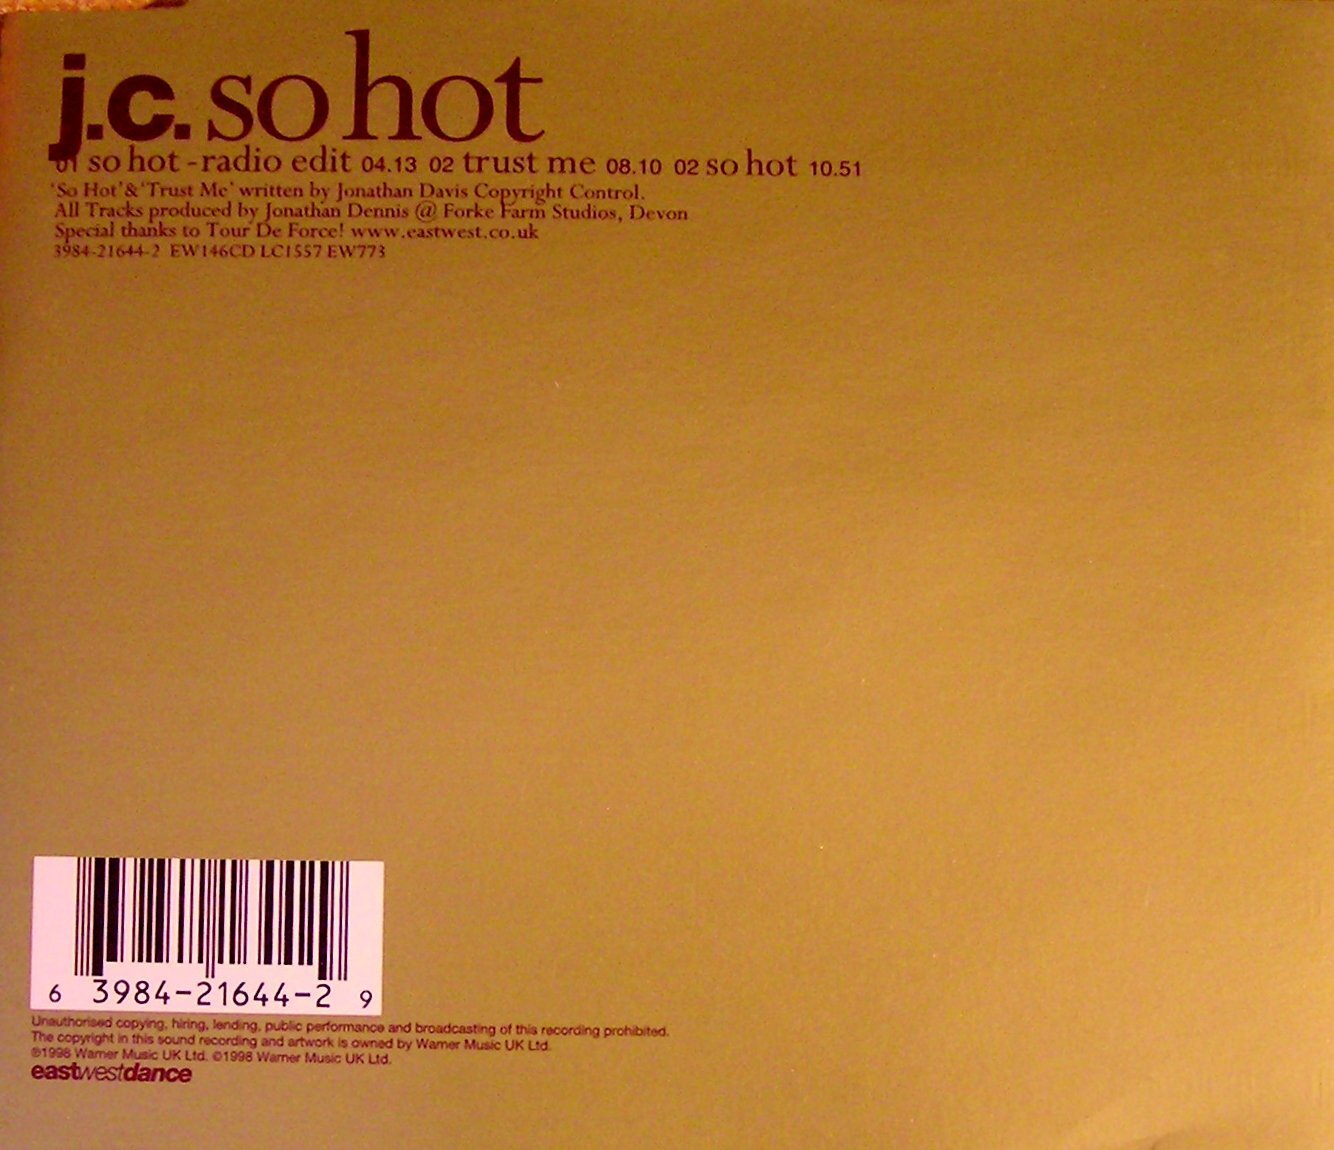 j.c. so hot
01 so hot - radio edit 04.13 02 trust me 08.10 02 so hot 10.51
'So Hot' & 'Trust Me' written by Jonathan Davis Copyright Control.
All Tracks produced by Jonathan Dennis @ Forke Farm Studios, Devon
Special thanks to Tour De Force! www.eastwest.co.uk
3984-21644-2 EW146CD LC1557 EW773
6 3984-21644-2 9
Unauthorised copying, hiring, lending, public performance and broadcasting of this recording prohibited.
The copyright in this sound recording and artwork is owned by Warner Music UK Ltd.
℗1998 Warner Music UK Ltd. ©1998 Warner Music UK Ltd.
eastwestdance